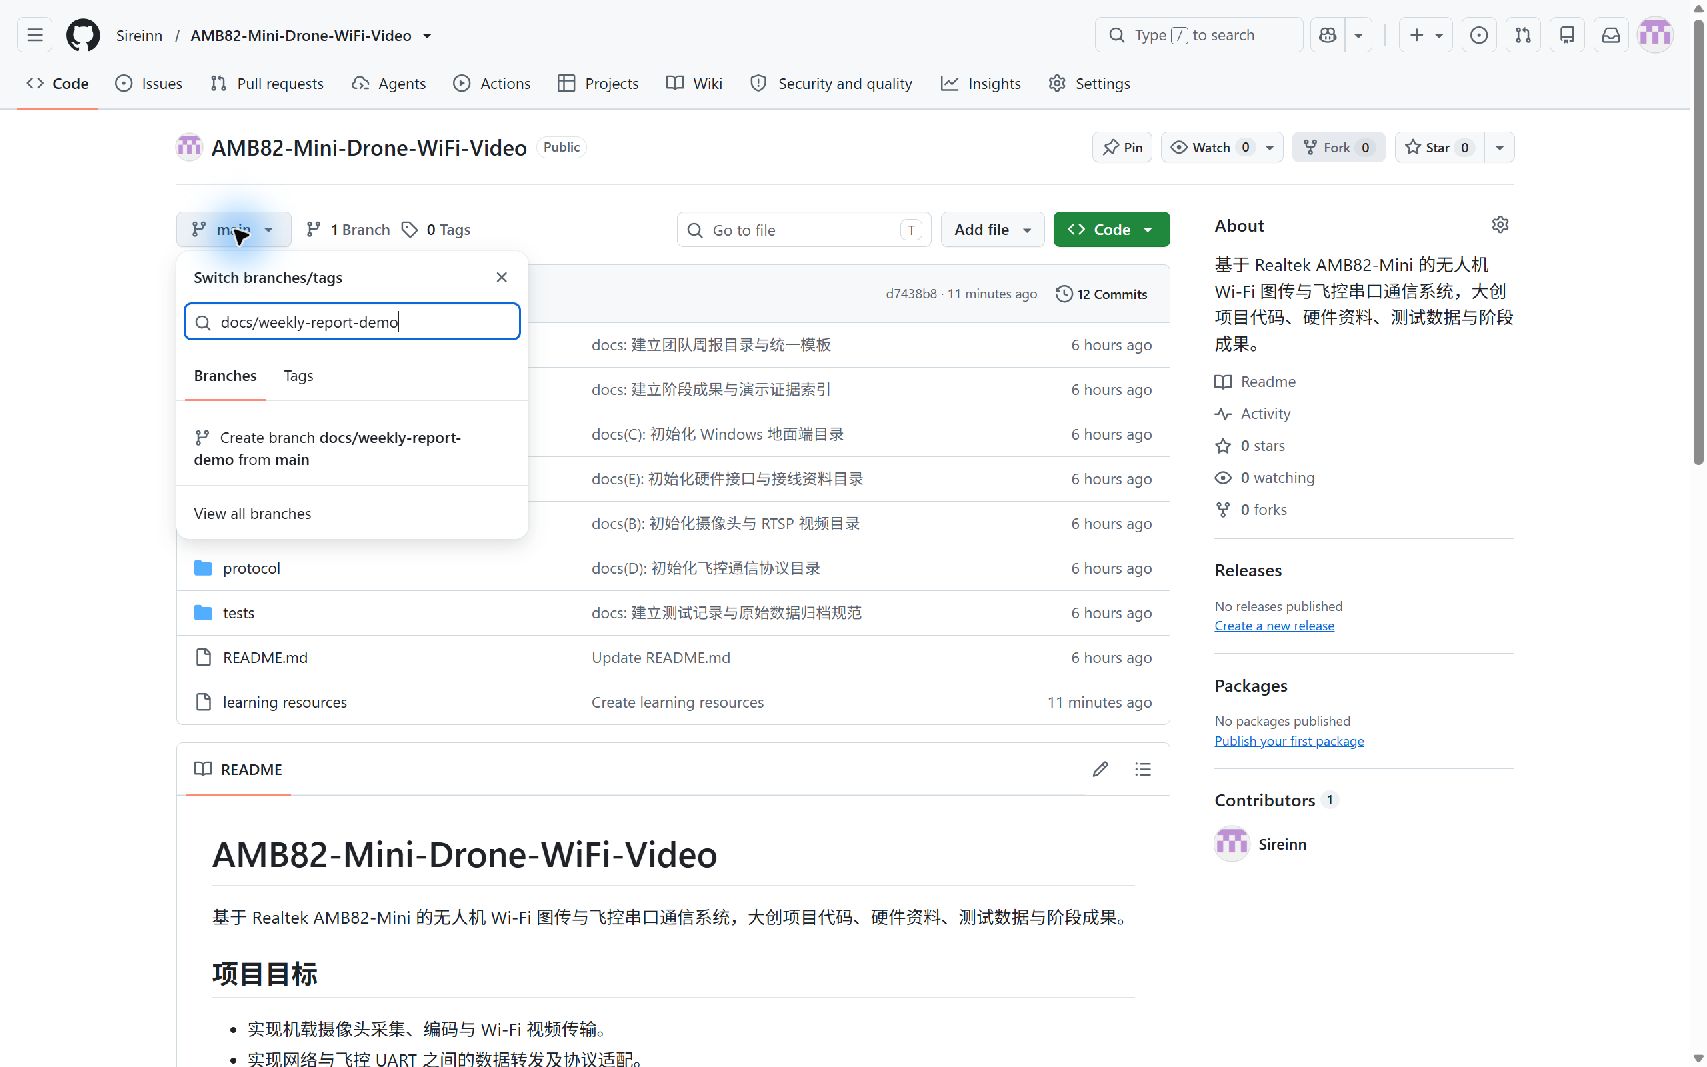 Sireinn / AMB82-Mini-Drone-WiFi-Video
Type / to search
Code
Issues
Pull requests
Agents
Actions
Projects
Wiki
Security and quality
Insights
Settings
AMB82-Mini-Drone-WiFi-Video Public
Pin
Watch 0
Fork 0
Star 0
main
1 Branch
0 Tags
Go to file T
Add file
Code
Switch branches/tags
docs/weekly-report-demo
Branches
Tags
Create branch docs/weekly-report-
demo from main
View all branches
d7438b8 · 11 minutes ago
12 Commits
docs: 建立团队周报目录与统一模板 6 hours ago
docs: 建立阶段成果与演示证据索引 6 hours ago
docs(C): 初始化 Windows 地面端目录 6 hours ago
docs(E): 初始化硬件接口与接线资料目录 6 hours ago
docs(B): 初始化摄像头与 RTSP 视频目录 6 hours ago
protocol docs(D): 初始化飞控通信协议目录 6 hours ago
tests docs: 建立测试记录与原始数据归档规范 6 hours ago
README.md Update README.md 6 hours ago
learning resources Create learning resources 11 minutes ago
README
AMB82-Mini-Drone-WiFi-Video
基于 Realtek AMB82-Mini 的无人机 Wi-Fi 图传与飞控串口通信系统，大创项目代码、硬件资料、测试数据与阶段成果。
项目目标
• 实现机载摄像头采集、编码与 Wi-Fi 视频传输。
• 实现网络与飞控 UART 之间的数据转发及协议适配。
About
基于 Realtek AMB82-Mini 的无人机
Wi-Fi 图传与飞控串口通信系统，大创
项目代码、硬件资料、测试数据与阶段
成果。
Readme
Activity
0 stars
0 watching
0 forks
Releases
No releases published
Create a new release
Packages
No packages published
Publish your first package
Contributors 1
Sireinn